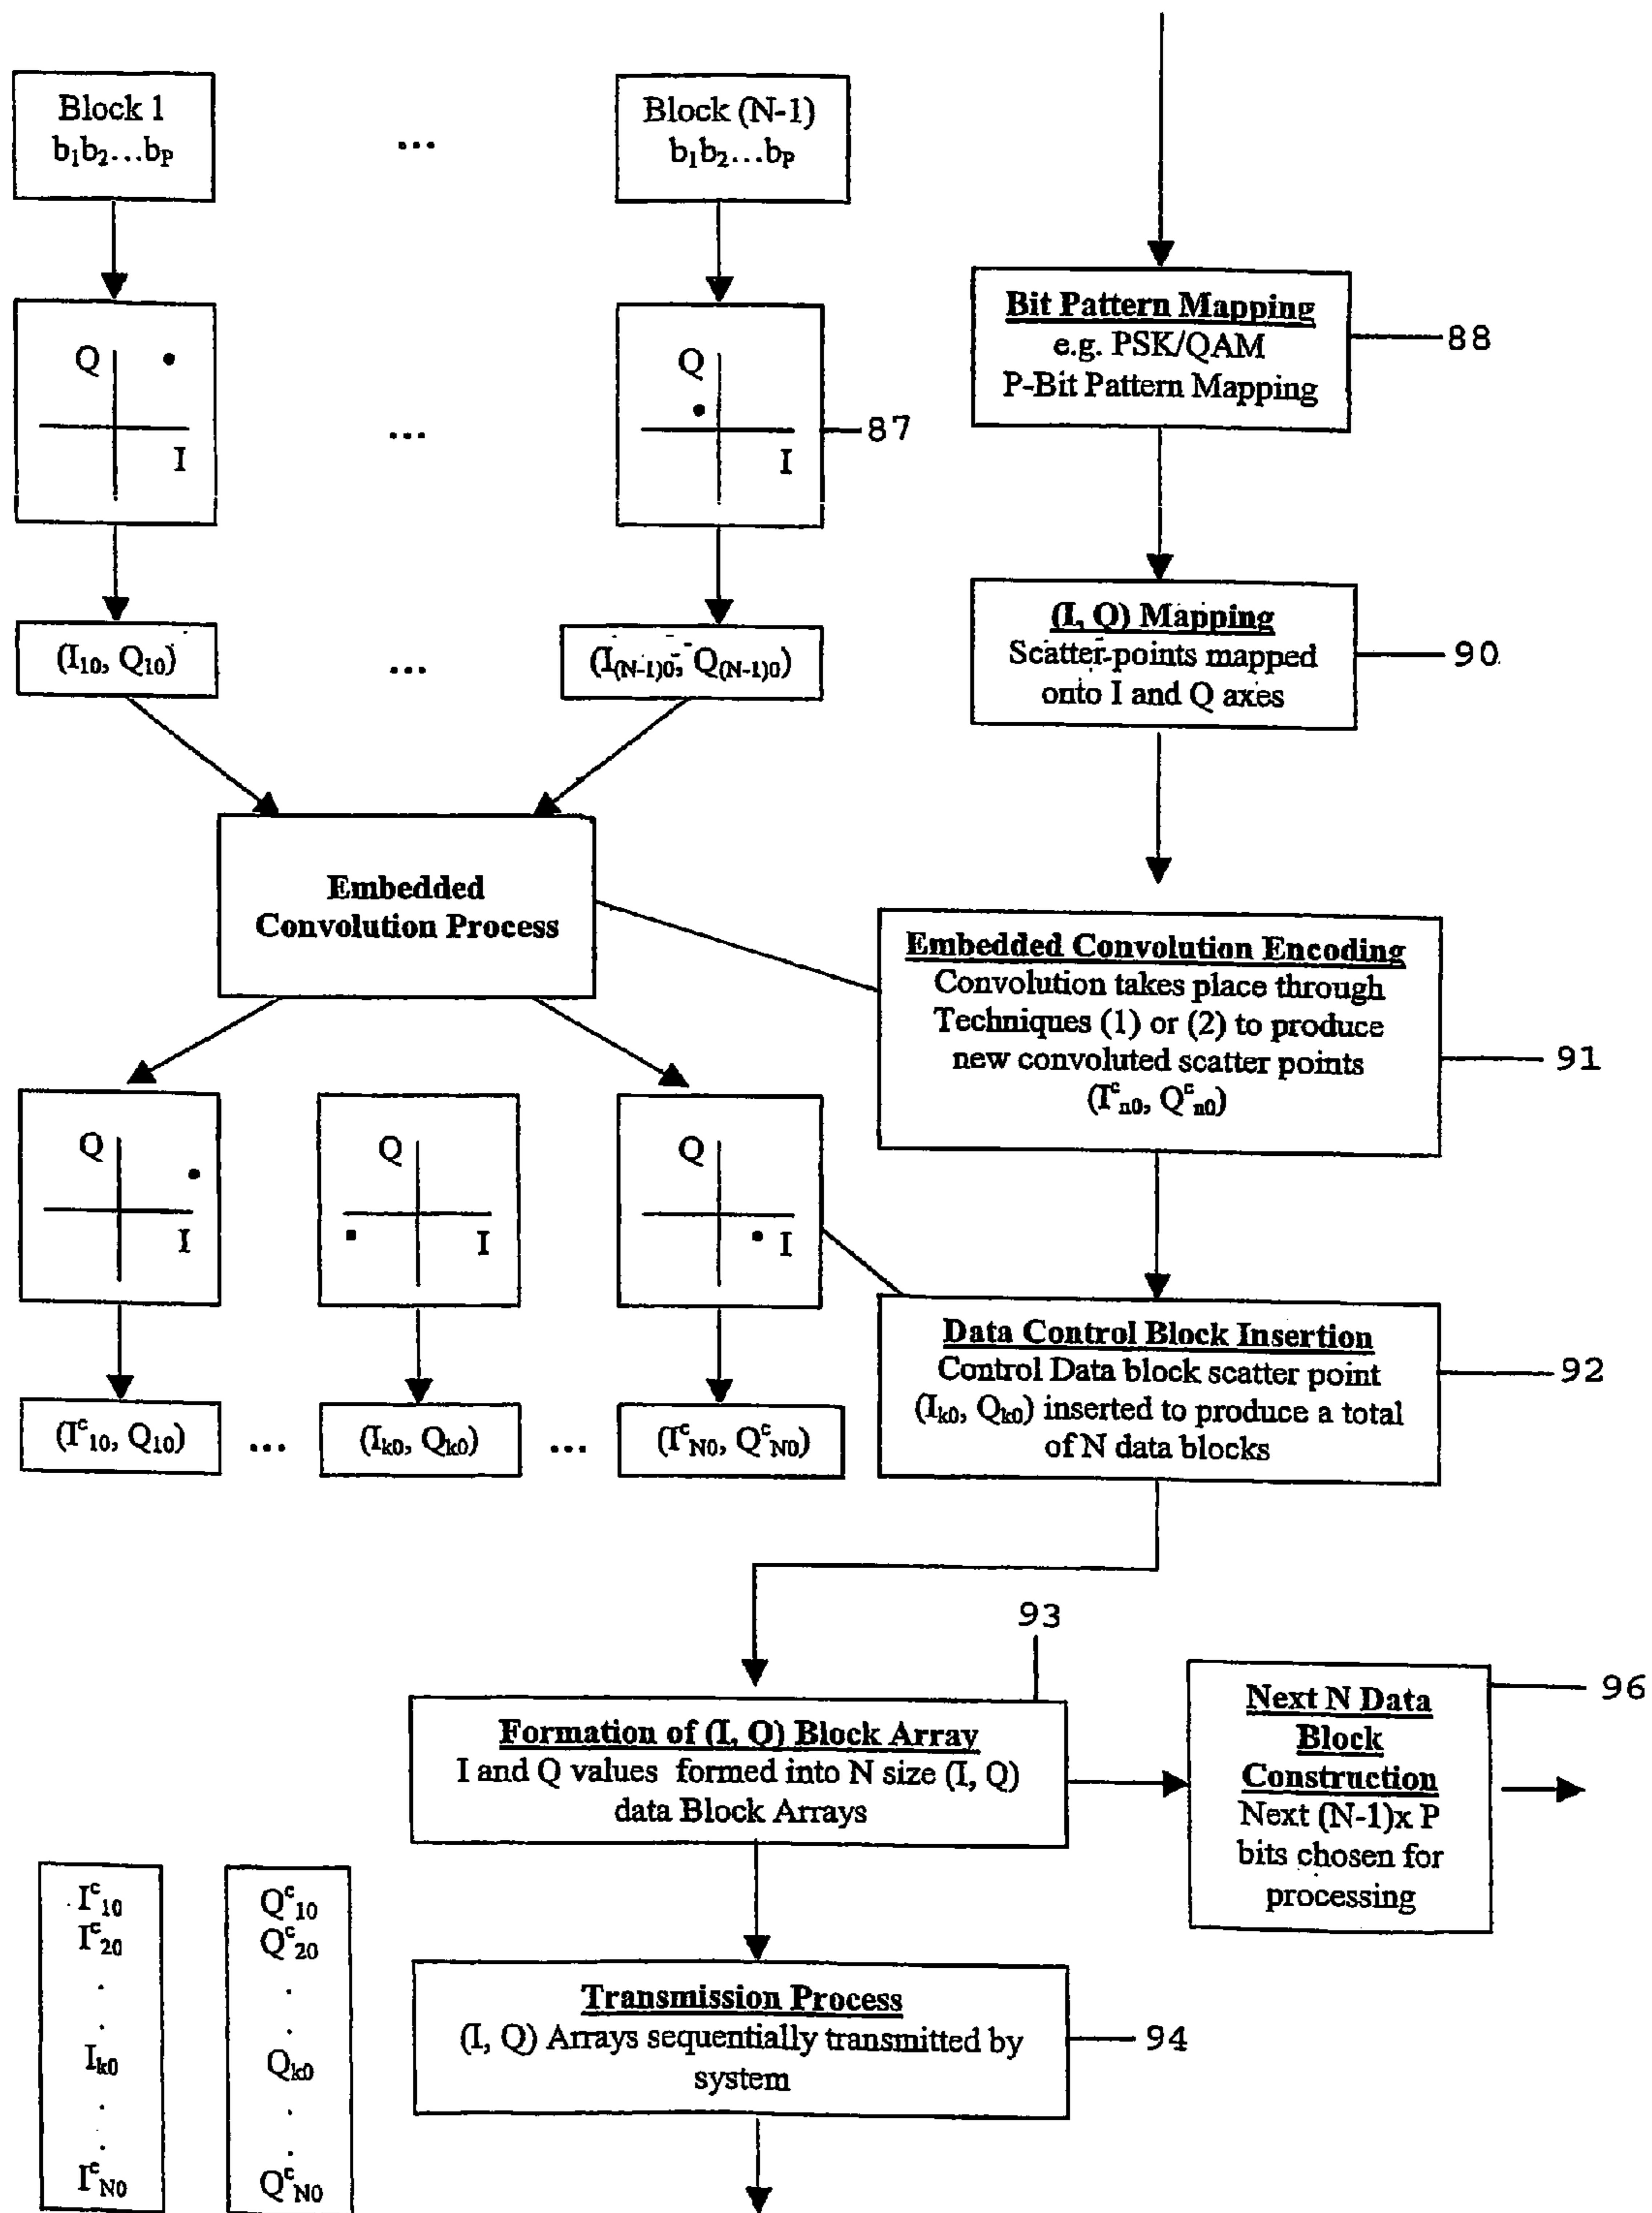 Block 1
b₁b₂...b_P
...
Block (N-1)
b₁b₂...b_P
Q
I
...
Q
I
87
Bit Pattern Mapping
e.g. PSK/QAM
P-Bit Pattern Mapping
88
(I₁₀, Q₁₀)
...
(I₍N-1₎₀, Q₍N-1₎₀)
(I, Q) Mapping
Scatter-points mapped
onto I and Q axes
90
Embedded
Convolution Process
Embedded Convolution Encoding
Convolution takes place through
Techniques (1) or (2) to produce
new convoluted scatter points
(Iᶜₙ₀, Qᶜₙ₀)
91
Q
I
Q
I
Q
I
(Iᶜ₁₀, Q₁₀)
...
(Iₖ₀, Qₖ₀)
...
(Iᶜ_N0, Qᶜ_N0)
Data Control Block Insertion
Control Data block scatter point
(Iₖ₀, Qₖ₀) inserted to produce a total
of N data blocks
92
93
Formation of (I, Q) Block Array
I and Q values formed into N size (I, Q)
data Block Arrays
Next N Data
Block
Construction
Next (N-1)x P
bits chosen for
processing
96
Transmission Process
(I, Q) Arrays sequentially transmitted by
system
94
Iᶜ₁₀
Iᶜ₂₀
.
.
Iₖ₀
.
.
Iᶜ_N0
Qᶜ₁₀
Qᶜ₂₀
.
.
Qₖ₀
.
.
Qᶜ_N0